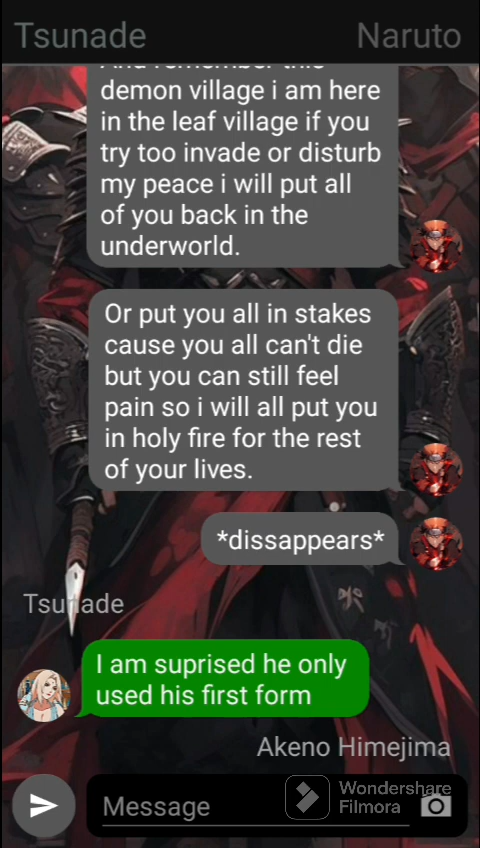 Tsunade Naruto
And remember this
demon village i am here
in the leaf village if you
try too invade or disturb
my peace i will put all
of you back in the
underworld.
Or put you all in stakes
cause you all can't die
but you can still feel
pain so i will all put you
in holy fire for the rest
of your lives.
*dissappears*
Tsunade
I am suprised he only
used his first form
Akeno Himejima
Message
Wondershare
Filmora